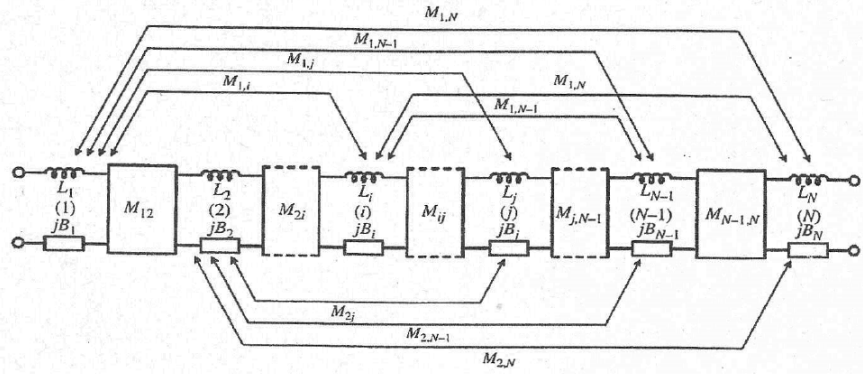 M1,N
M1,N−1
M1,j
M1,i
M1,N
M1,N−1
L1 L2 Li Lj LN−1 LN
(1) M12 (2) M2i (i) Mij (j) Mj,N−1 (N−1) MN−1,N (N)
jB1 jB2 jBi jBj jBN−1 jBN
M2j
M2,N−1
M2,N